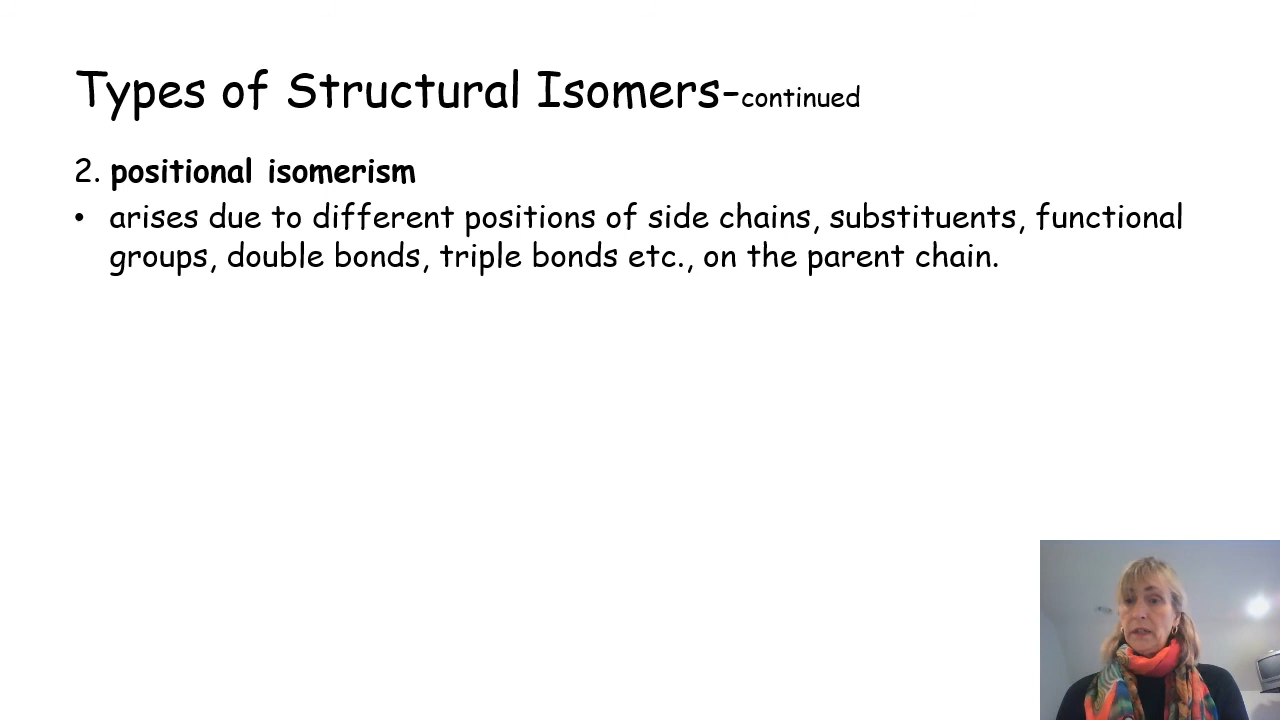 Types of Structural Isomers-continued
2. positional isomerism
• arises due to different positions of side chains, substituents, functional
groups, double bonds, triple bonds etc., on the parent chain.